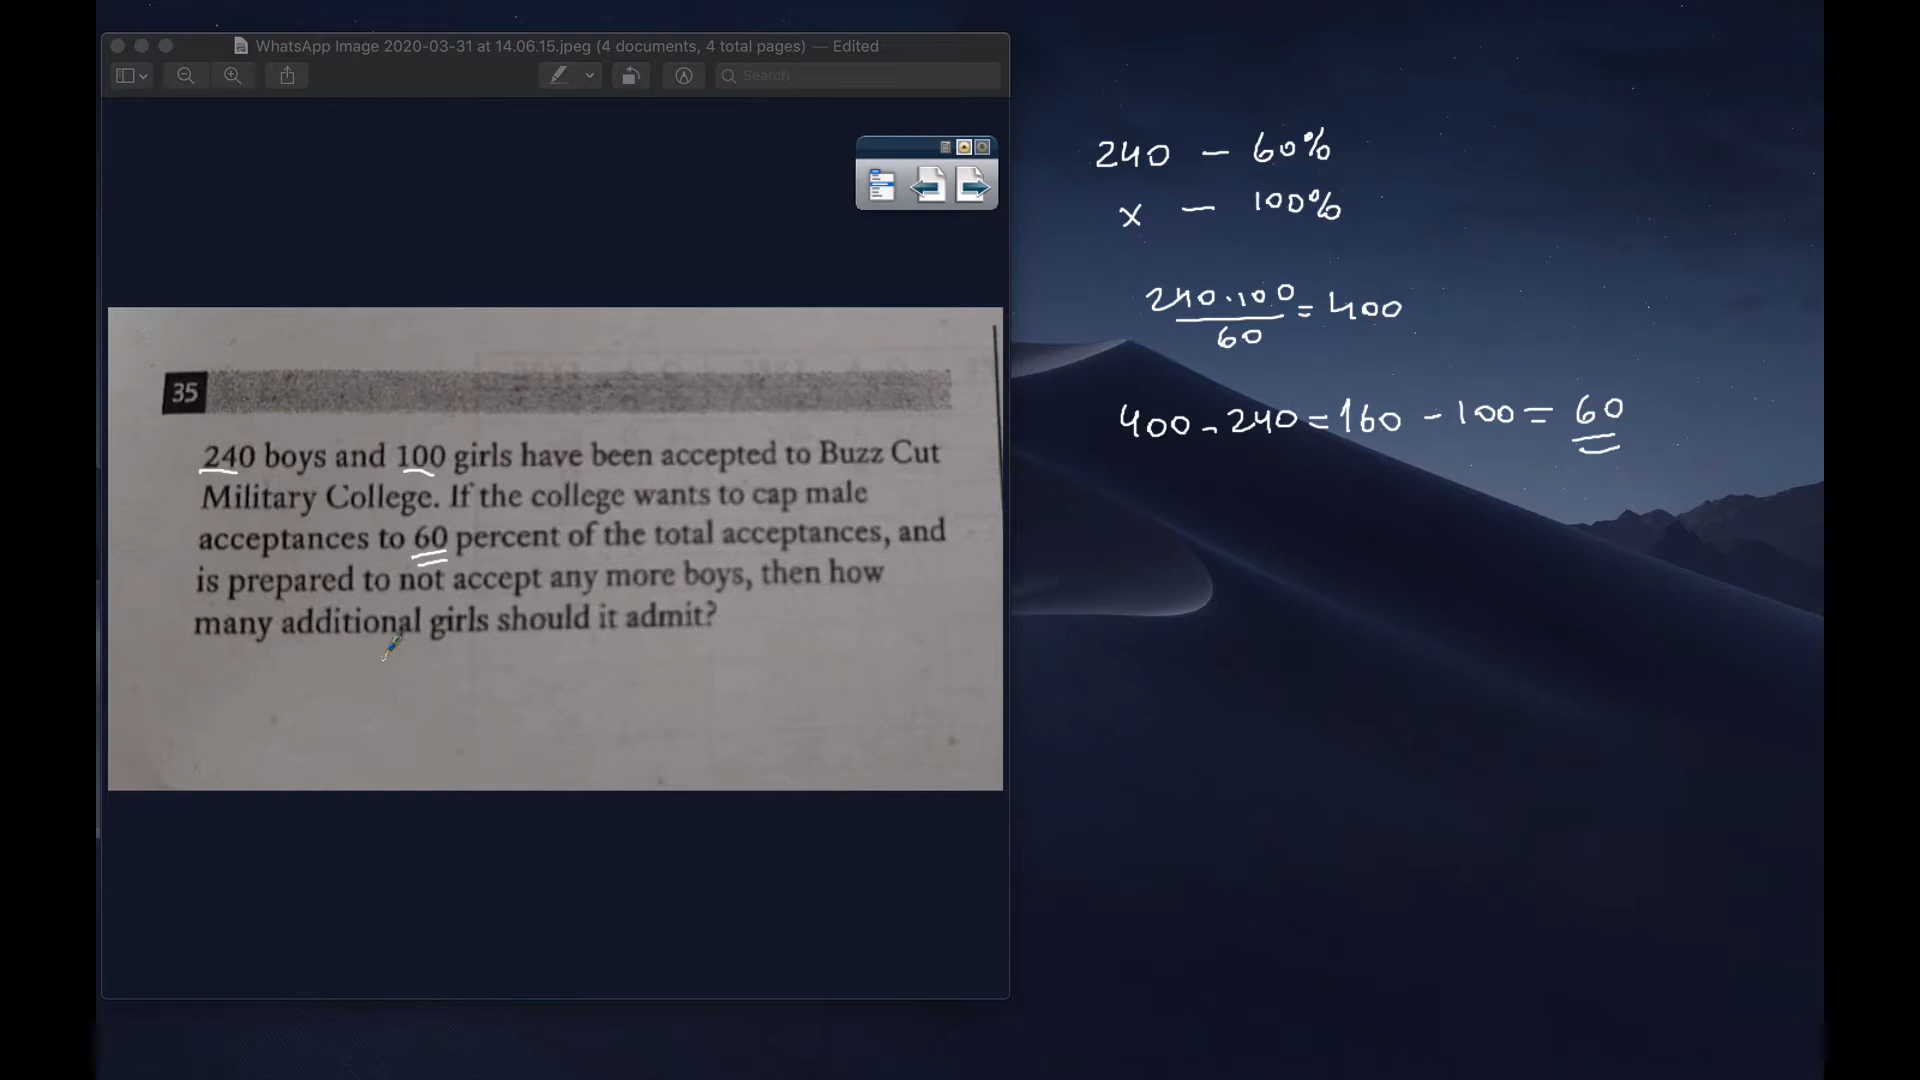 WhatsApp Image 2020-03-31 at 14.06.15.jpeg (4 documents, 4 total pages) — Edited
Search
35
240 boys and 100 girls have been accepted to Buzz Cut
Military College. If the college wants to cap male
acceptances to 60 percent of the total acceptances, and
is prepared to not accept any more boys, then how
many additional girls should it admit?
240 – 60%
x – 100%
240·100
60
= 400
400 - 240 = 160 - 100 = 60